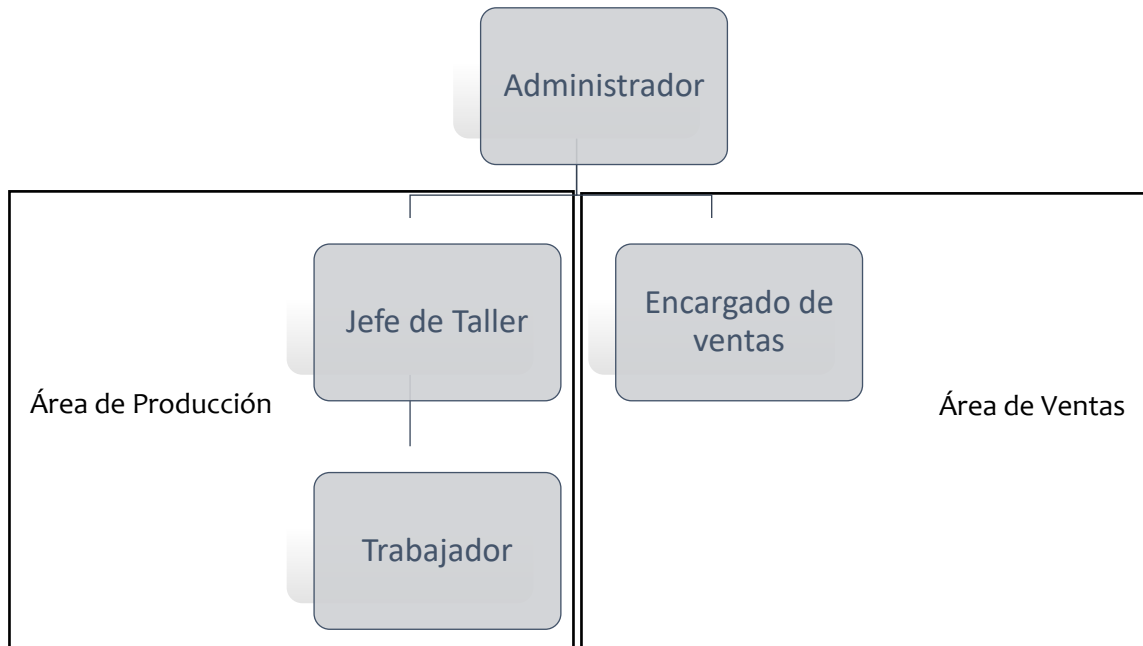 Administrador
Jefe de Taller
Encargado de
ventas
Área de Producción
Área de Ventas
Trabajador